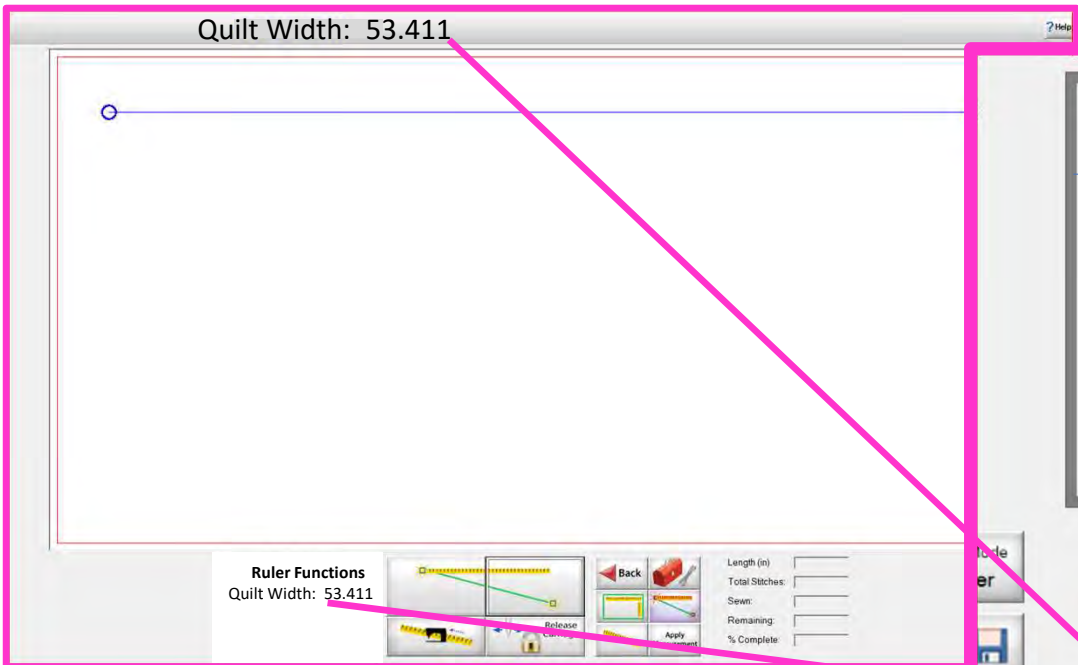 Quilt Width: 53.411
?Help
Ruler Functions
Quilt Width: 53.411
Back
Release
Apply
Length (in)
Total Stitches:
Sewn:
Remaining:
% Complete: